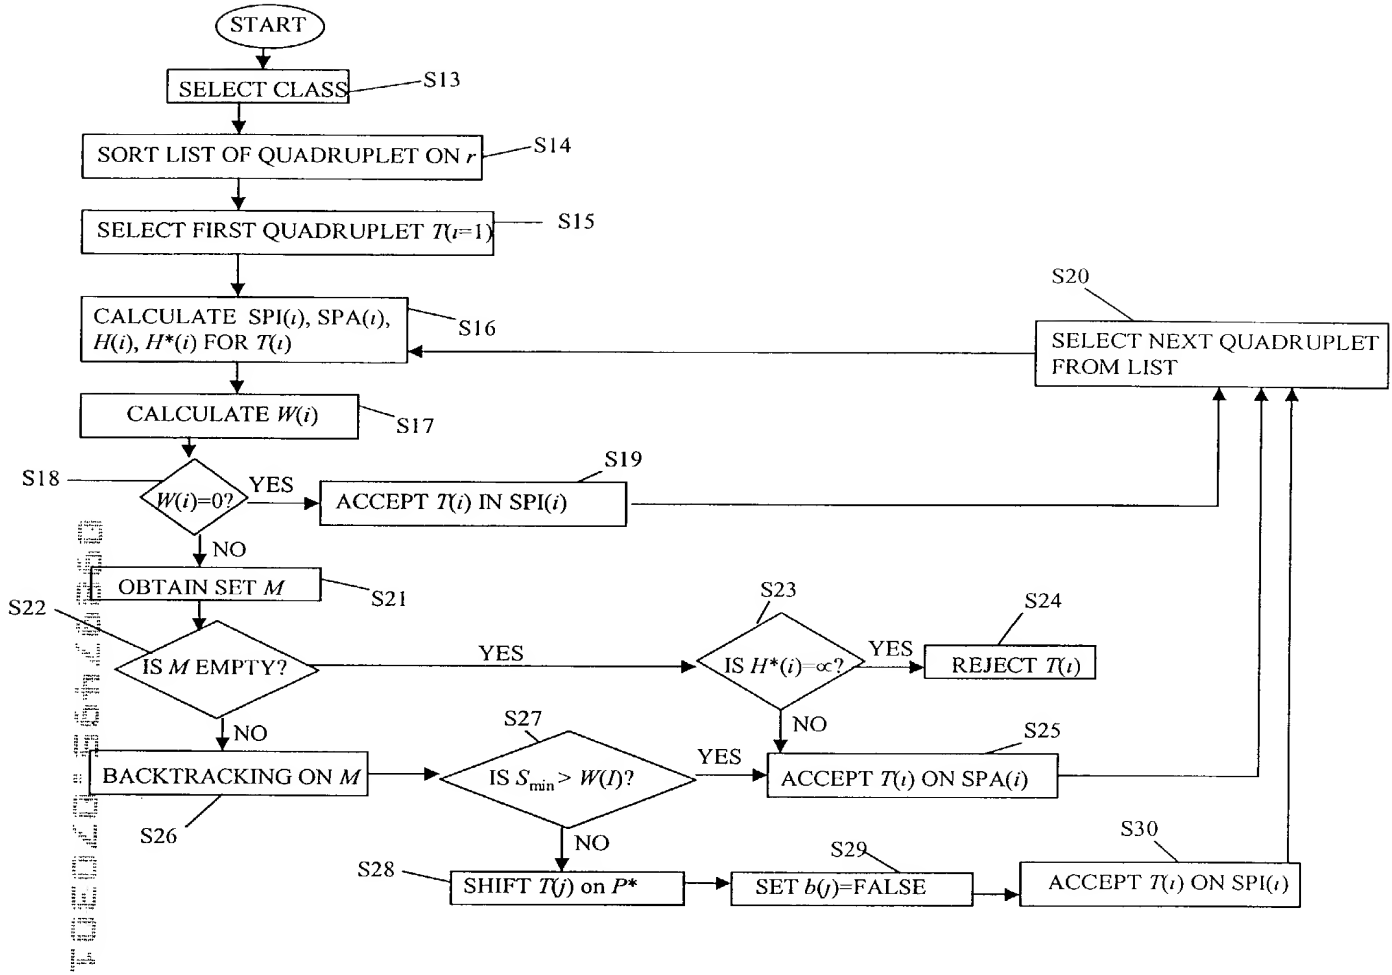 START
SELECT CLASS
S13
SORT LIST OF QUADRUPLET ON r
S14
SELECT FIRST QUADRUPLET T(i=1)
S15
CALCULATE SPI(i), SPA(i),
H(i), H*(i) FOR T(i)
S16
S20
SELECT NEXT QUADRUPLET
FROM LIST
CALCULATE W(i)
S17
S18
W(i)=0?
YES
S19
ACCEPT T(i) IN SPI(i)
NO
OBTAIN SET M
S21
S22
IS M EMPTY?
YES
S23
IS H*(i)=∝?
YES
S24
REJECT T(i)
NO
NO
BACKTRACKING ON M
S26
S27
IS Smin> W(I)?
YES
S25
ACCEPT T(i) ON SPA(i)
NO
S28
SHIFT T(j) on P*
S29
SET b(j)=FALSE
S30
ACCEPT T(i) ON SPI(i)